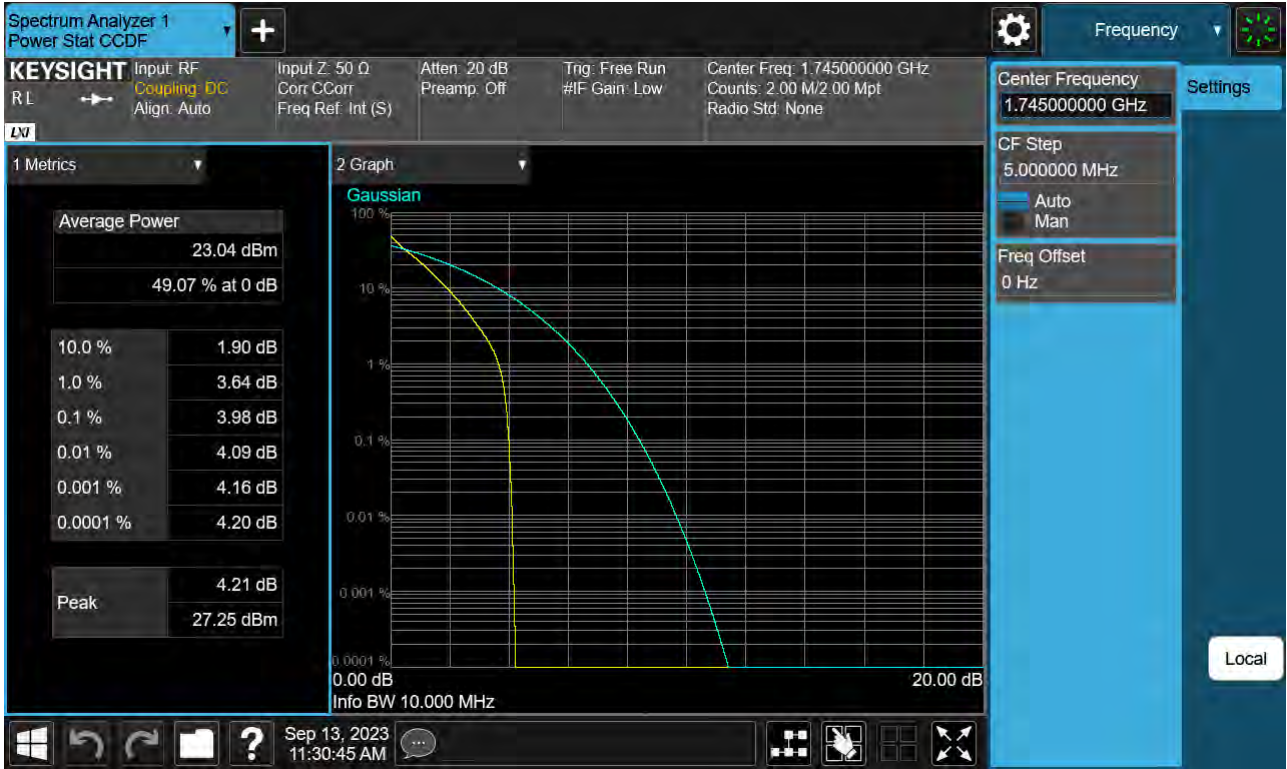 Spectrum Analyzer 1
Power Stat CCDF
Frequency
KEYSIGHT
R L
LXI
Input: RF
Coupling: DC
Align: Auto
Input Z: 50 Ω
Corr CCorr
Freq Ref: Int (S)
Atten: 20 dB
Preamp: Off
Trig: Free Run
#IF Gain: Low
Center Freq: 1.745000000 GHz
Counts: 2.00 M/2.00 Mpt
Radio Std: None
Center Frequency
1.745000000 GHz
Settings
CF Step
5.000000 MHz
Auto
Man
Freq Offset
0 Hz
Local
1 Metrics
Average Power
23.04 dBm
49.07 % at 0 dB
10.0 % 1.90 dB
1.0 % 3.64 dB
0.1 % 3.98 dB
0.01 % 4.09 dB
0.001 % 4.16 dB
0.0001 % 4.20 dB
Peak
4.21 dB
27.25 dBm
2 Graph
Gaussian
100 %
10 %
1 %
0.1 %
0.01 %
0.001 %
0.0001 %
0.00 dB
20.00 dB
Info BW 10.000 MHz
?
Sep 13, 2023
11:30:45 AM